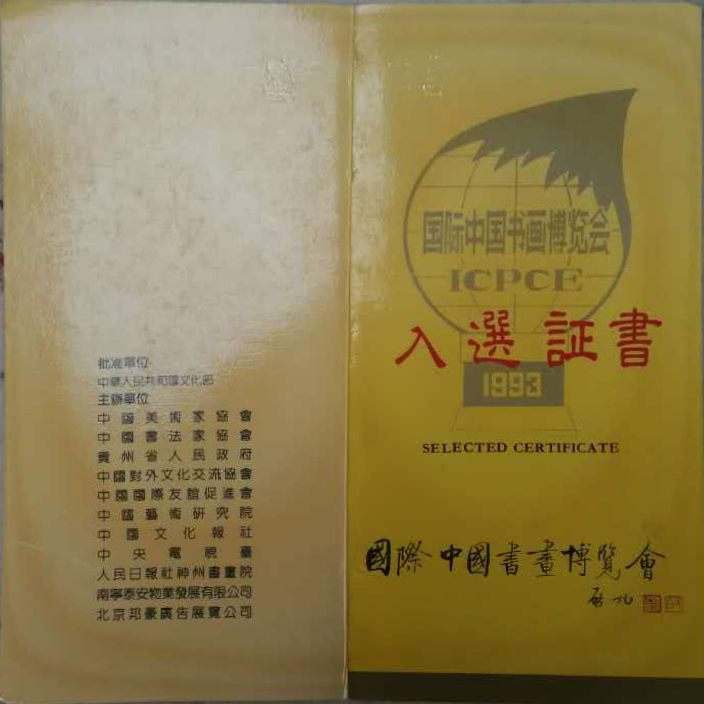 批准單位
中華人民共和國文化部
主辦單位
中國美術家協會
中國書法家協會
貴州省人民政府
中國對外文化交流協會
中國國際友誼促進會
中國藝術研究院
中國文化報社
中央電視臺
人民日報社神州書畫院
南寧泰安物業發展有限公司
北京邦豪廣告展覽公司
国际中国书画博览会
ICPCE
入選証書
1993
SELECTED CERTIFICATE
國際中國書畫博覽會
啟功